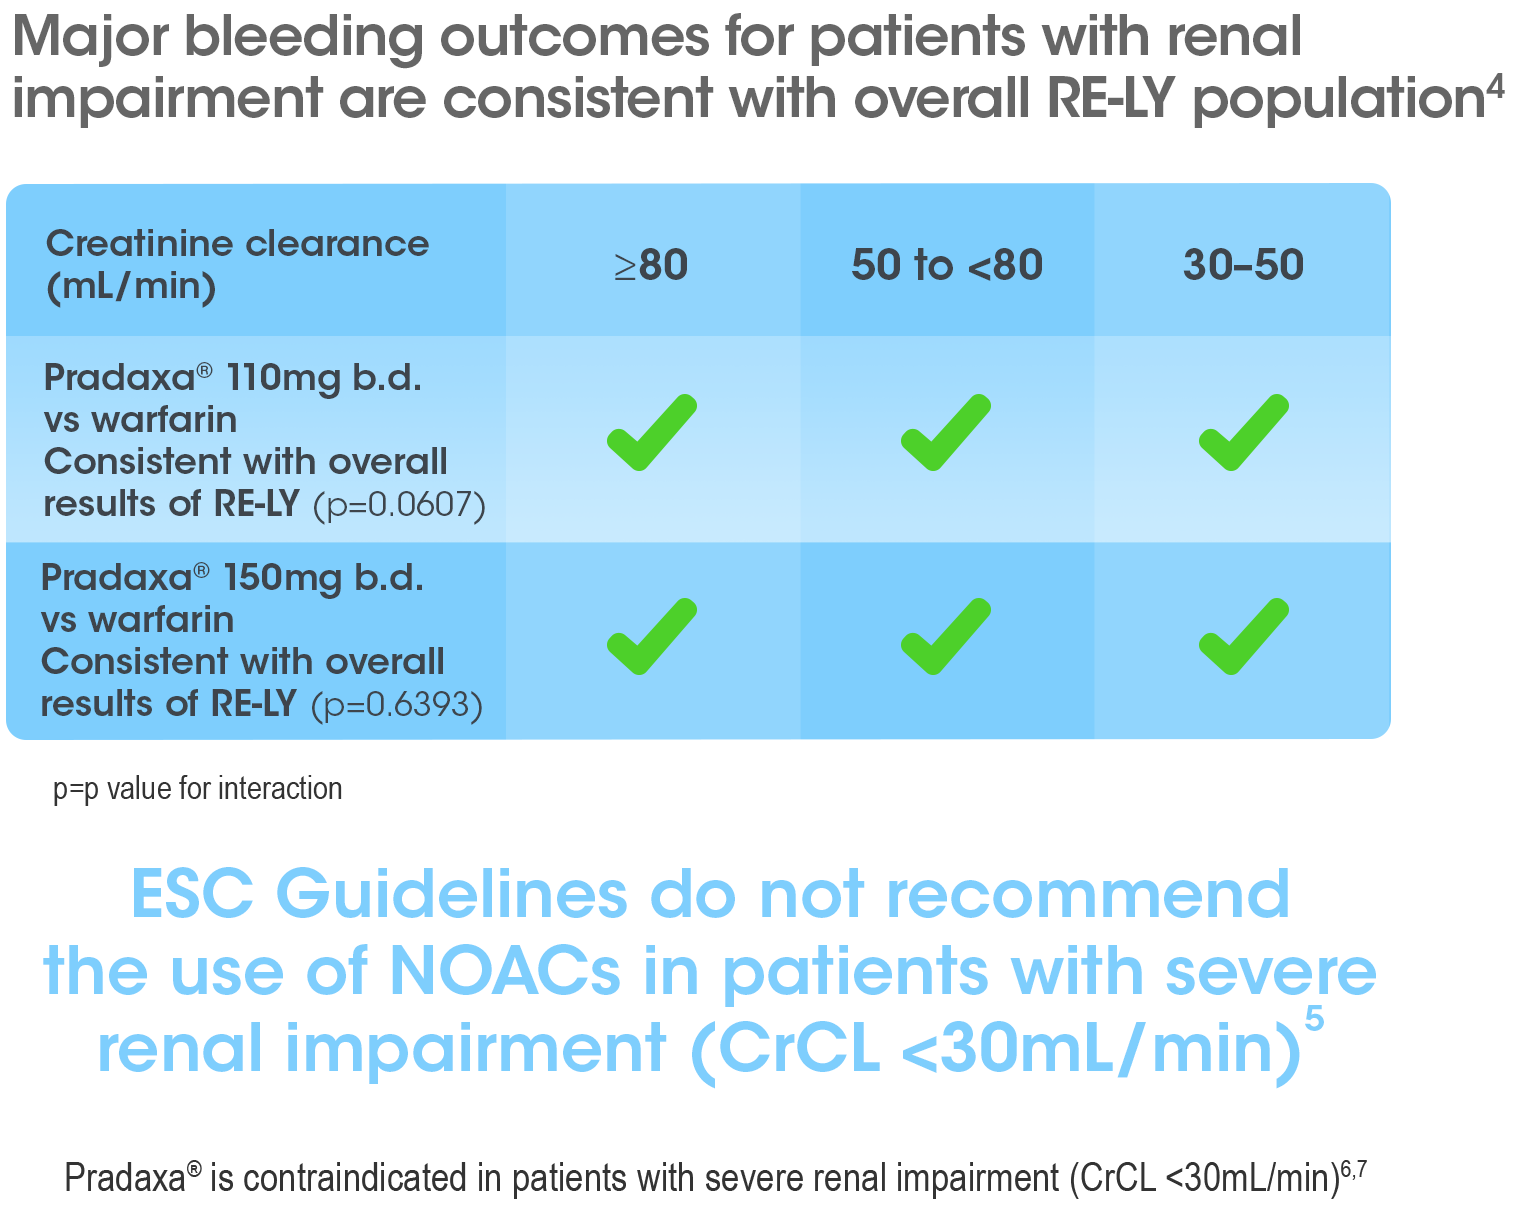 Major bleeding outcomes for patients with renal
impairment are consistent with overall RE-LY population4
Creatinine clearance
(mL/min)
≥80
50 to <80
30–50
Pradaxa® 110mg b.d.
vs warfarin
Consistent with overall
results of RE-LY (p=0.0607)
Pradaxa® 150mg b.d.
vs warfarin
Consistent with overall
results of RE-LY (p=0.6393)
p=p value for interaction
ESC Guidelines do not recommend
the use of NOACs in patients with severe
renal impairment (CrCL <30mL/min)5
Pradaxa® is contraindicated in patients with severe renal impairment (CrCL <30mL/min)6,7